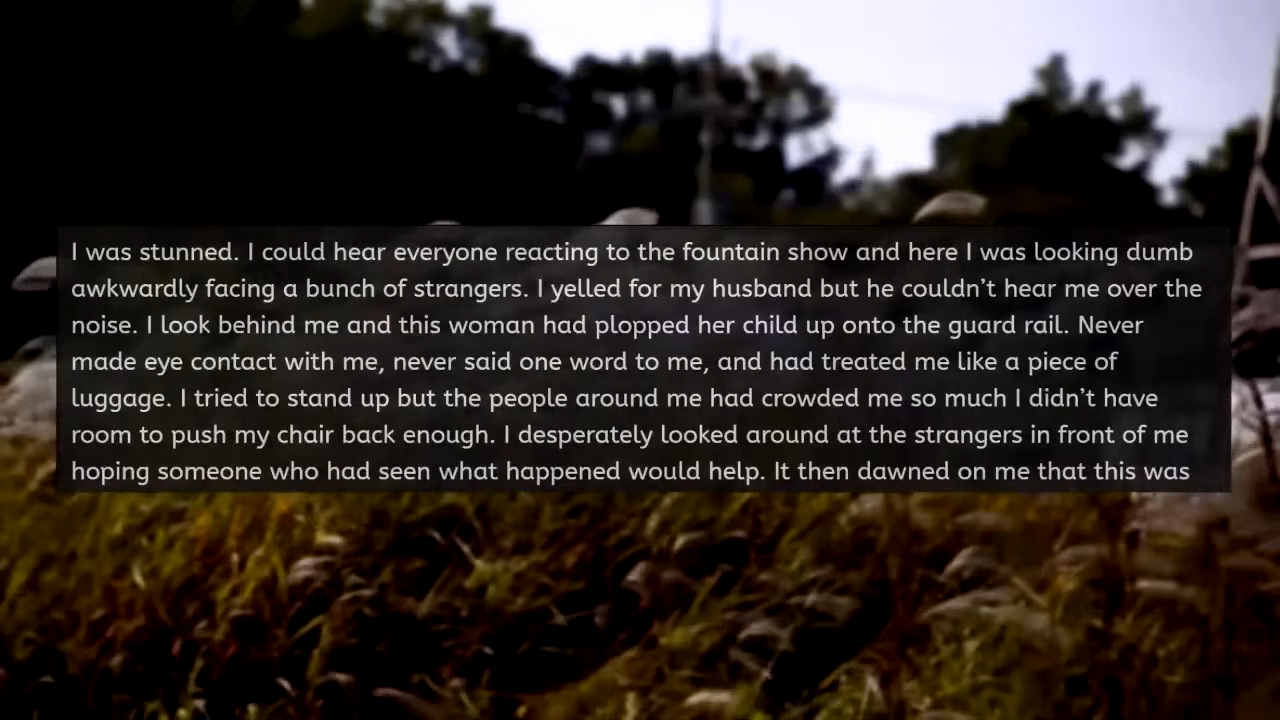 I was stunned. I could hear everyone reacting to the fountain show and here I was looking dumb
awkwardly facing a bunch of strangers. I yelled for my husband but he couldn’t hear me over the
noise. I look behind me and this woman had plopped her child up onto the guard rail. Never
made eye contact with me, never said one word to me, and had treated me like a piece of
luggage. I tried to stand up but the people around me had crowded me so much I didn’t have
room to push my chair back enough. I desperately looked around at the strangers in front of me
hoping someone who had seen what happened would help. It then dawned on me that this was